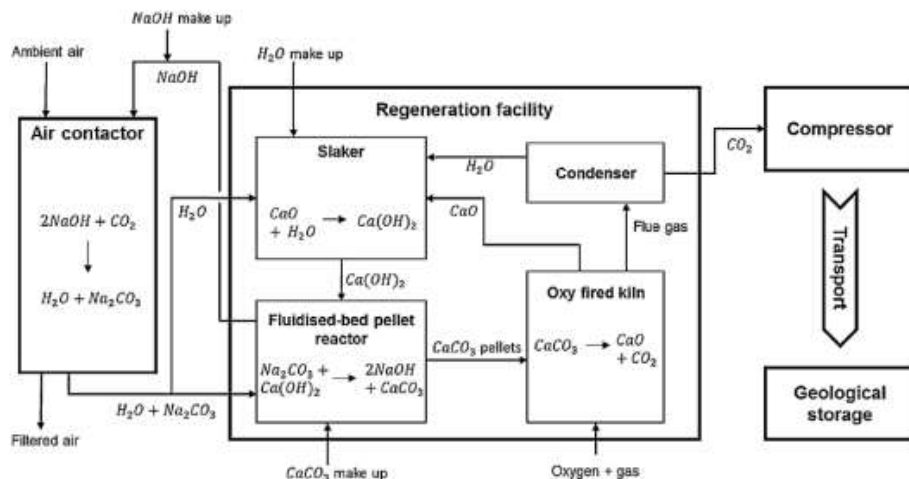 NaOH make up
Ambient air
NaOH
H₂O make up
Regeneration facility
Air contactor
2NaOH + CO₂
H₂O + Na₂CO₃
Filtered air
H₂O
H₂O + Na₂CO₃
Slaker
CaO
+ H₂O
Ca(OH)₂
H₂O
CaO
Condenser
Flue gas
Ca(OH)₂
Fluidised-bed pellet
reactor
Na₂CO₃ +
Ca(OH)₂
2NaOH
+ CaCO₃
CaCO₃ make up
CaCO₃ pellets
Oxy fired kiln
CaCO₃
CaO
+ CO₂
Oxygen + gas
CO₂
Compressor
Transport
Geological
storage